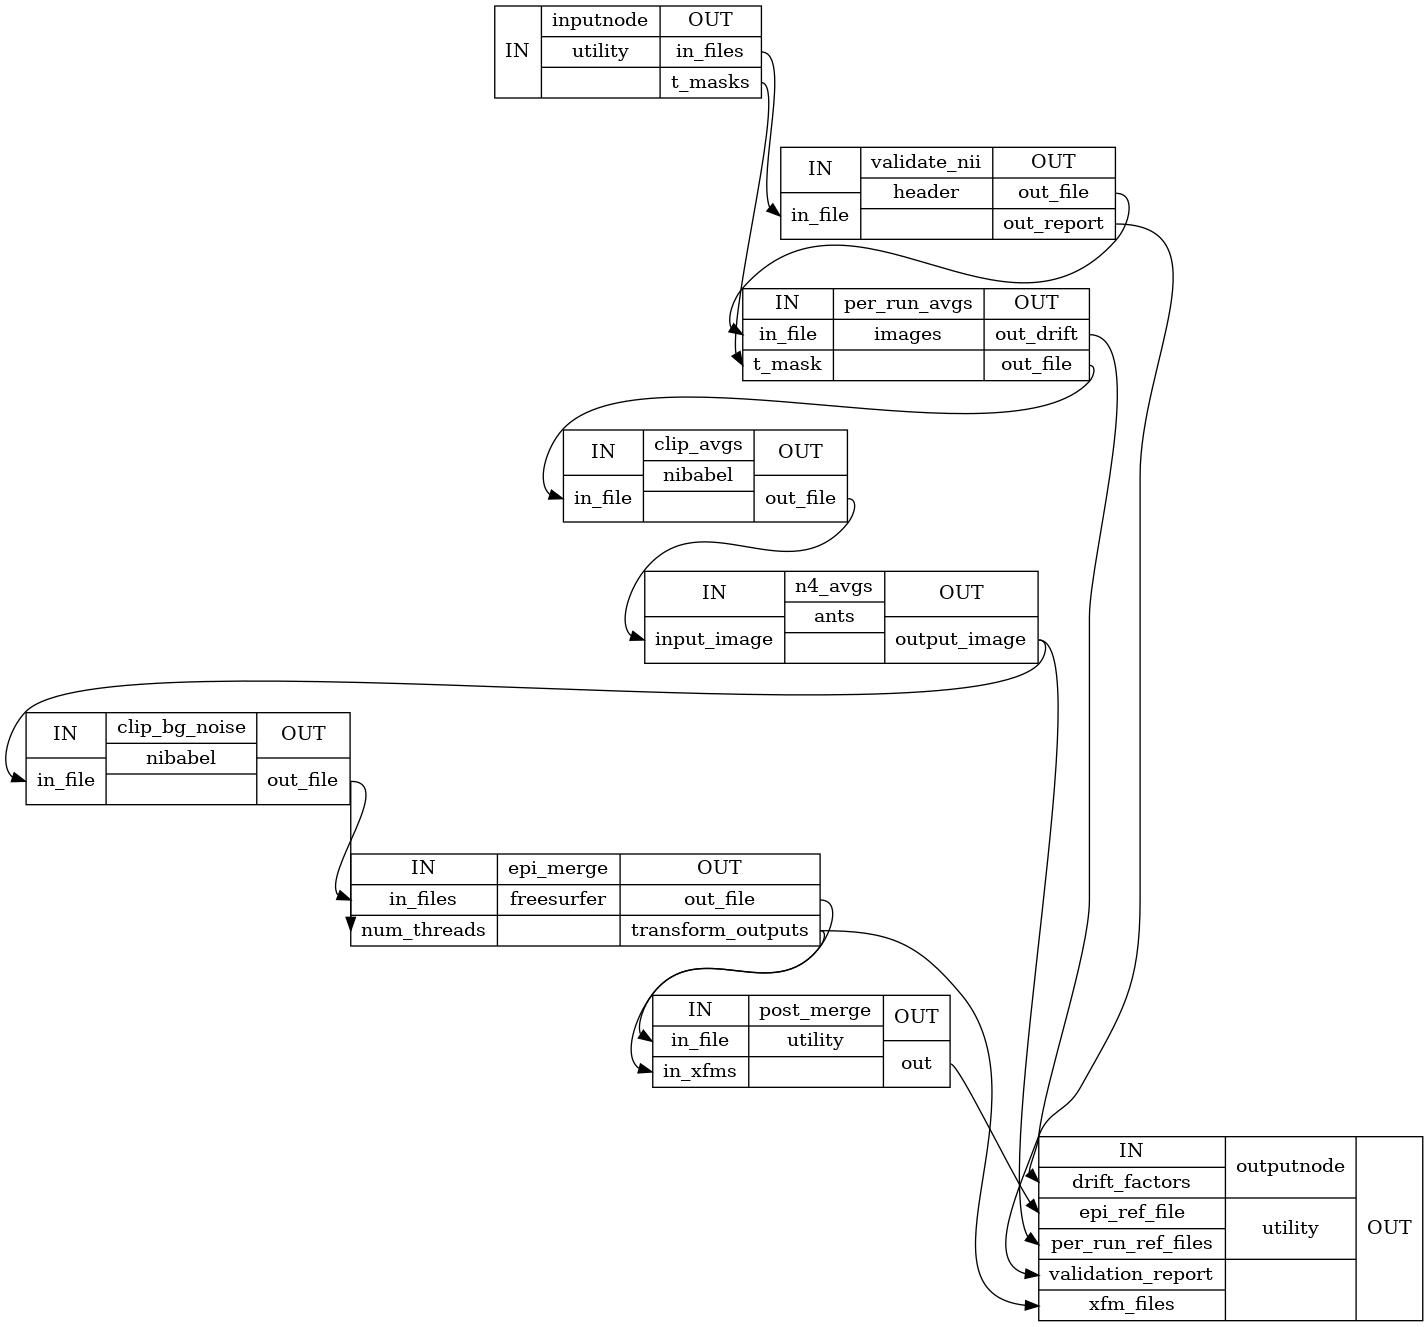 IN inputnode OUT
utility in_files
t_masks
IN validate_nii OUT
header out_file
in_file out_report
IN per_run_avgs OUT
in_file images out_drift
t_mask out_file
IN clip_avgs OUT
nibabel
in_file out_file
IN n4_avgs OUT
ants
input_image output_image
IN clip_bg_noise OUT
nibabel
in_file out_file
IN epi_merge OUT
in_files freesurfer out_file
num_threads transform_outputs
IN post_merge OUT
in_file utility
in_xfms out
IN outputnode OUT
drift_factors
epi_ref_file utility
per_run_ref_files
validation_report
xfm_files